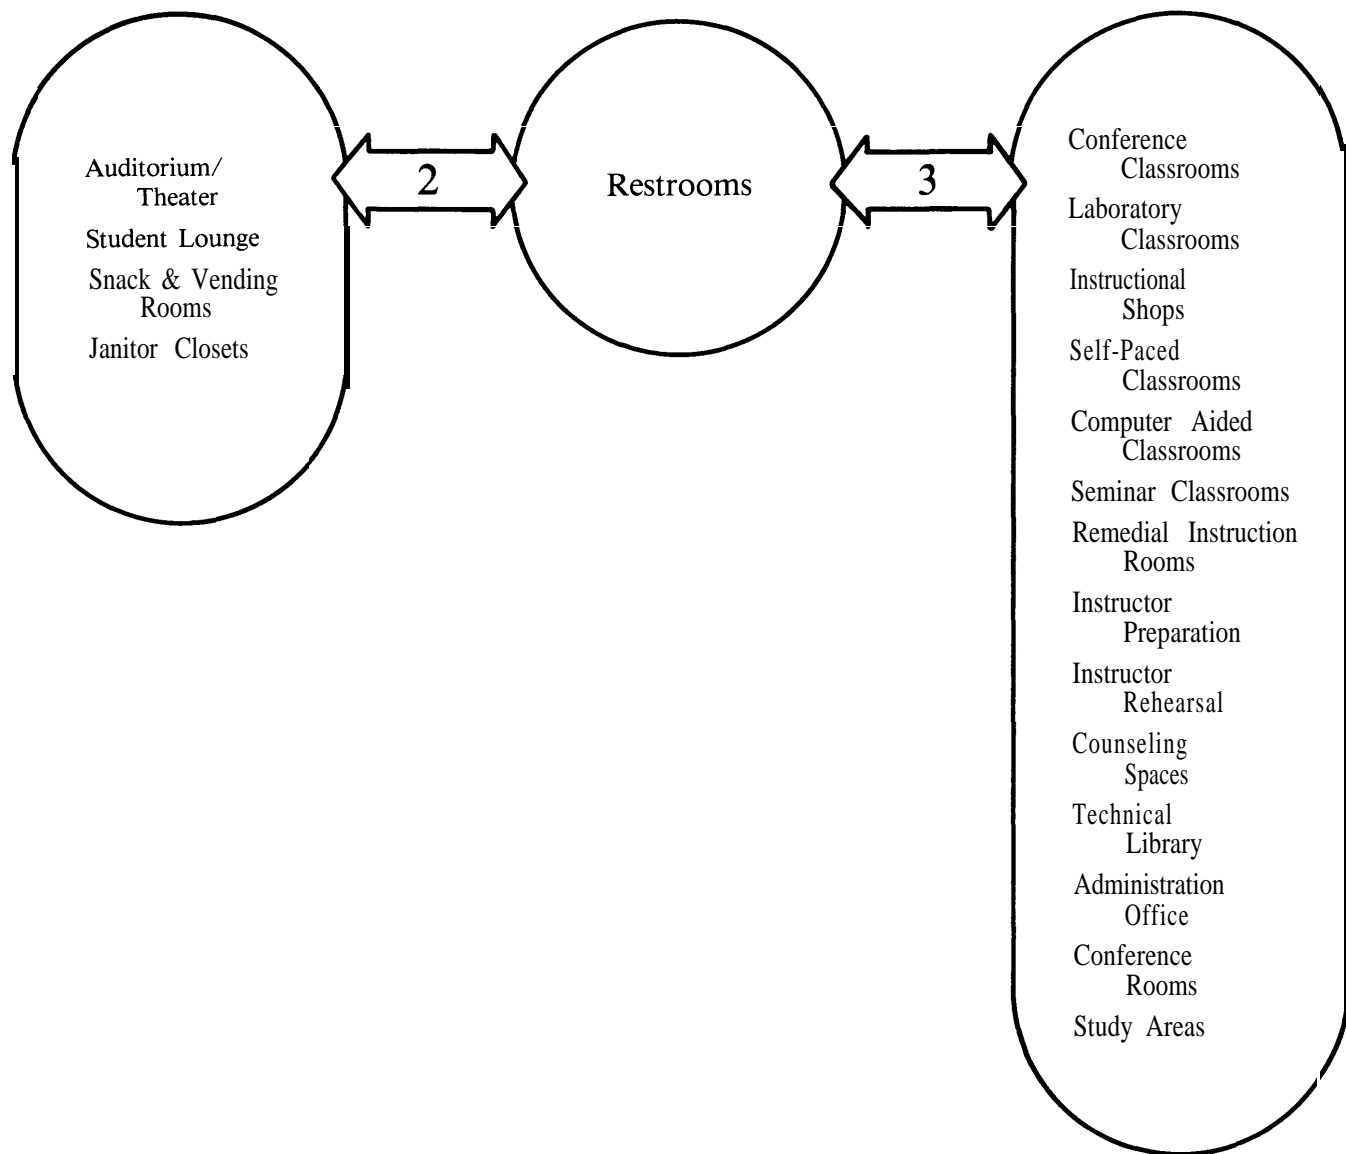 Auditorium/
Theater
Student Lounge
Snack & Vending
Rooms
Janitor Closets
2
Restrooms
3
Conference
Classrooms
Laboratory
Classrooms
Instructional
Shops
Self-Paced
Classrooms
Computer Aided
Classrooms
Seminar Classrooms
Remedial Instruction
Rooms
Instructor
Preparation
Instructor
Rehearsal
Counseling
Spaces
Technical
Library
Administration
Office
Conference
Rooms
Study Areas